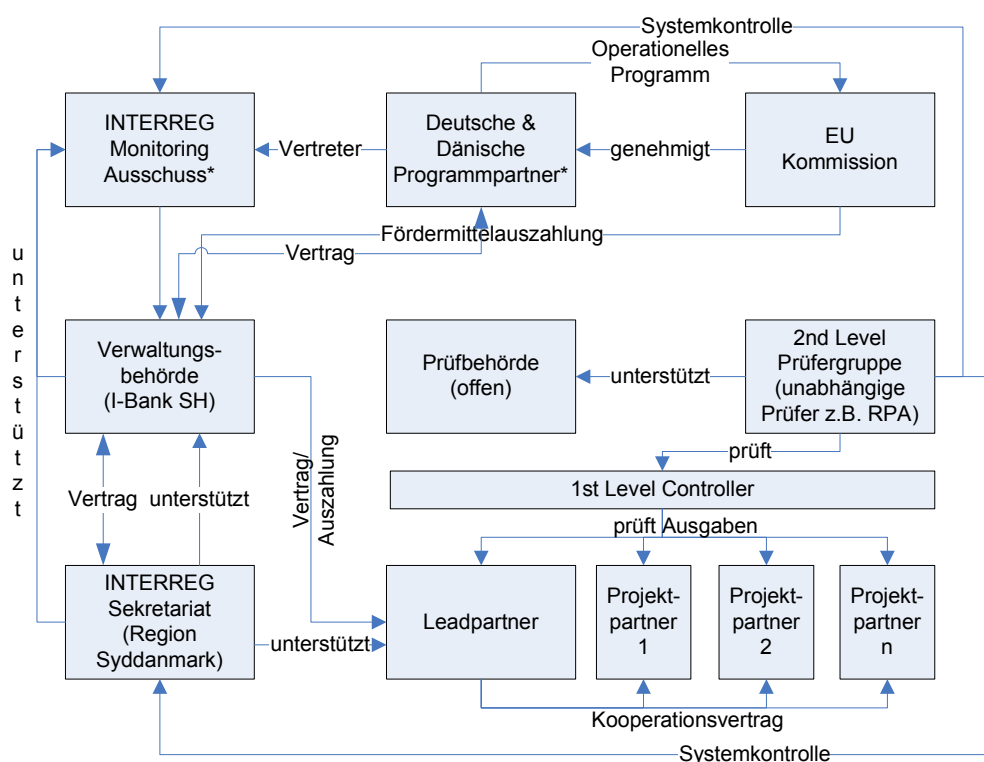 Systemkontrolle
Operationelles
Programm
INTERREG
Monitoring
Ausschuss*
Vertreter
Deutsche &
Dänische
Programmpartner*
genehmigt
EU
Kommission
Fördermittelauszahlung
Vertrag
unterstützt
Verwaltungs-
behörde
(I-Bank SH)
Prüfbehörde
(offen)
unterstützt
2nd Level
Prüfergruppe
(unabhängige
Prüfer z.B. RPA)
prüft
1st Level Controller
Vertrag
unterstützt
Vertrag/
Auszahlung
prüft Ausgaben
INTERREG
Sekretariat
(Region
Syddanmark)
unterstützt
Leadpartner
Projekt-
partner
1
Projekt-
partner
2
Projekt-
partner
n
Kooperationsvertrag
Systemkontrolle